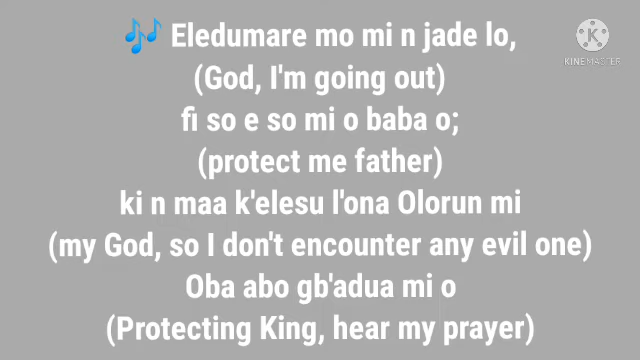 🎶 Eledumare mo mi n jade lo,
(God, I'm going out)
fi so e so mi o baba o;
(protect me father)
ki n maa k'elesu l'ona Olorun mi
(my God, so I don't encounter any evil one)
Oba abo gb'adua mi o
(Protecting King, hear my prayer)
K
KINEMASTER